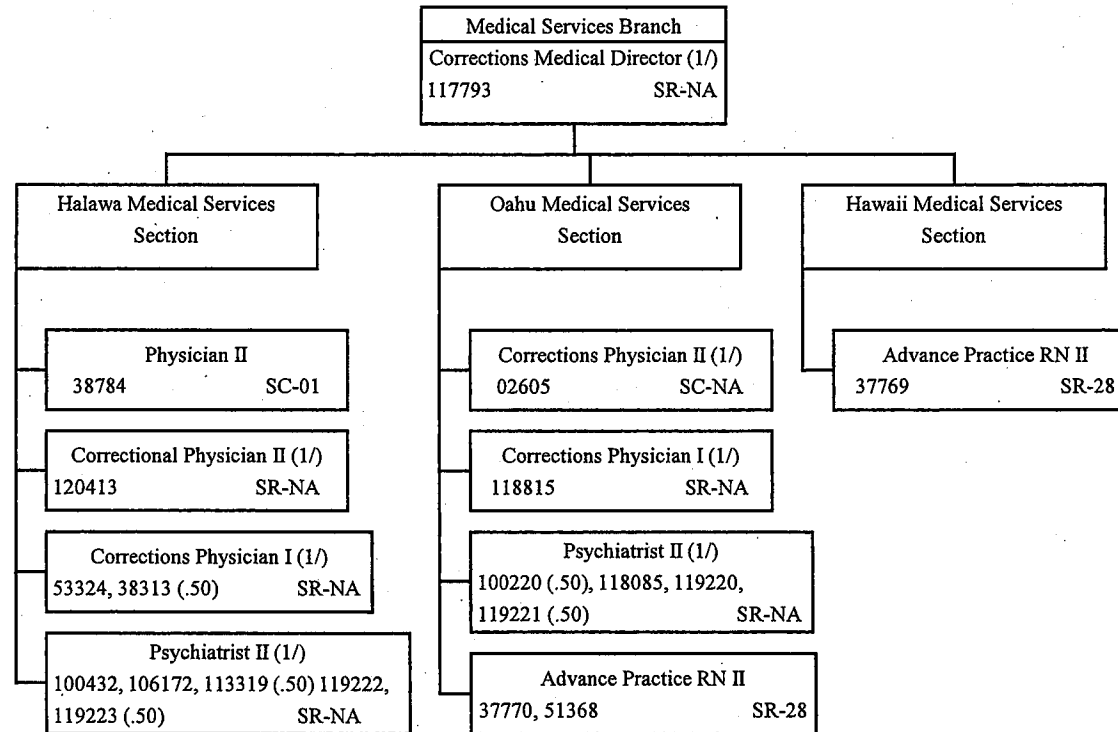 Medical Services Branch
Corrections Medical Director (1/)
117793 SR-NA
Halawa Medical Services
Section
Physician II
38784 SC-01
Correctional Physician II (1/)
120413 SR-NA
Corrections Physician I (1/)
53324, 38313 (.50) SR-NA
Psychiatrist II (1/)
100432, 106172, 113319 (.50) 119222,
119223 (.50) SR-NA
Oahu Medical Services
Section
Corrections Physician II (1/)
02605 SC-NA
Corrections Physician I (1/)
118815 SR-NA
Psychiatrist II (1/)
100220 (.50), 118085, 119220,
119221 (.50) SR-NA
Advance Practice RN II
37770, 51368 SR-28
Hawaii Medical Services
Section
Advance Practice RN II
37769 SR-28